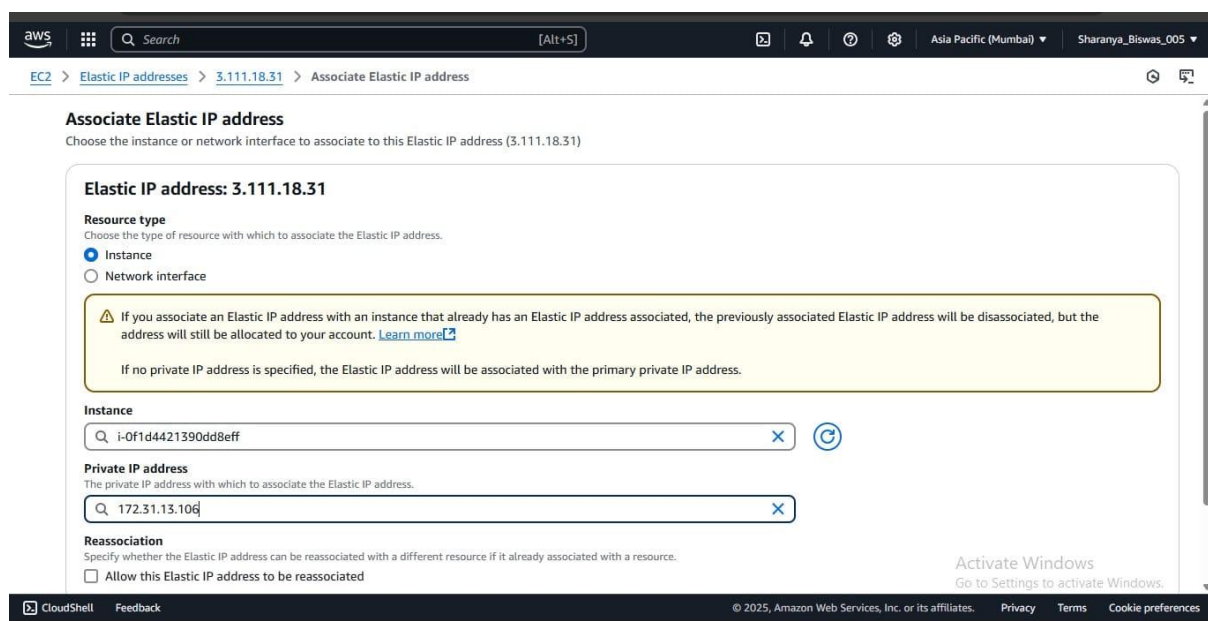 aws
Search [Alt+S]
Asia Pacific (Mumbai) ▼ Sharanya_Biswas_005 ▼
EC2 > Elastic IP addresses > 3.111.18.31 > Associate Elastic IP address
Associate Elastic IP address
Choose the instance or network interface to associate to this Elastic IP address (3.111.18.31)
Elastic IP address: 3.111.18.31
Resource type
Choose the type of resource with which to associate the Elastic IP address.
Instance
Network interface
If you associate an Elastic IP address with an instance that already has an Elastic IP address associated, the previously associated Elastic IP address will be disassociated, but the
address will still be allocated to your account. Learn more
If no private IP address is specified, the Elastic IP address will be associated with the primary private IP address.
Instance
i-0f1d4421390dd8eff
Private IP address
The private IP address with which to associate the Elastic IP address.
172.31.13.106
Reassociation
Specify whether the Elastic IP address can be reassociated with a different resource if it already associated with a resource.
Allow this Elastic IP address to be reassociated
Activate Windows
Go to Settings to activate Windows.
CloudShell Feedback © 2025, Amazon Web Services, Inc. or its affiliates. Privacy Terms Cookie preferences